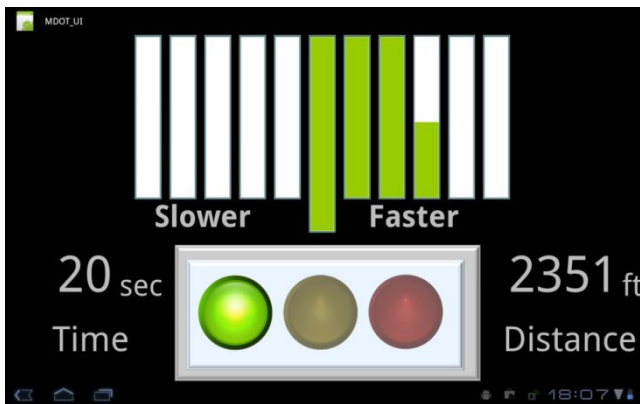 MDOT_UI
Slower Faster
20 sec 2351 ft
Time Distance
18:07